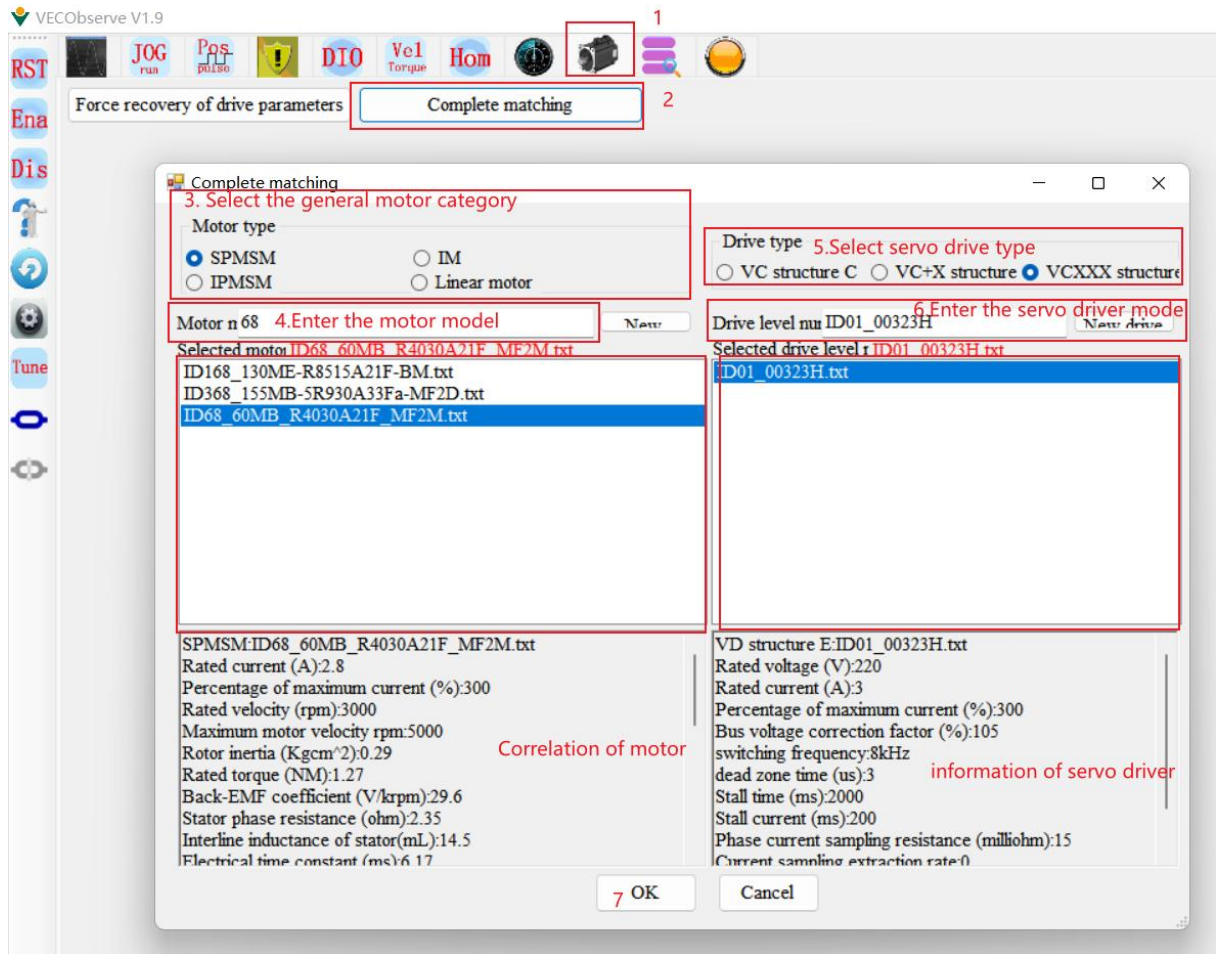 VECObserve V1.9
1
RST
JOG
run
Pos
pulse
DIO
Vel
Torque
Hom
Force recovery of drive parameters
Complete matching
2
Ena
Dis
Tune
Complete matching
3. Select the general motor category
Motor type
SPMSM
IM
IPMSM
Linear motor
Drive type
5.Select servo drive type
VC structure C
VC+X structure
VCXXX structure
Motor n
68
4.Enter the motor model
New
Drive level nur
ID01_00323H
6.Enter the servo driver mode
New drive
Selected motor ID68_60MB_R4030A21F_MF2M.txt
Selected drive level r ID01_00323H.txt
ID168_130ME-R8515A21F-BM.txt
ID368_155MB-5R930A33Fa-MF2D.txt
ID68_60MB_R4030A21F_MF2M.txt
ID01_00323H.txt
SPMSM:ID68_60MB_R4030A21F_MF2M.txt
Rated current (A):2.8
Percentage of maximum current (%):300
Rated velocity (rpm):3000
Maximum motor velocity rpm:5000
Rotor inertia (Kgcm^2):0.29
Rated torque (NM):1.27
Back-EMF coefficient (V/krpm):29.6
Stator phase resistance (ohm):2.35
Interline inductance of stator(mL):14.5
Electrical time constant (ms):6.17
Correlation of motor
VD structure E:ID01_00323H.txt
Rated voltage (V):220
Rated current (A):3
Percentage of maximum current (%):300
Bus voltage correction factor (%):105
switching frequency:8kHz
dead zone time (us):3
Stall time (ms):2000
Stall current (ms):200
Phase current sampling resistance (milliohm):15
Current sampling extraction rate:0
information of servo driver
7
OK
Cancel